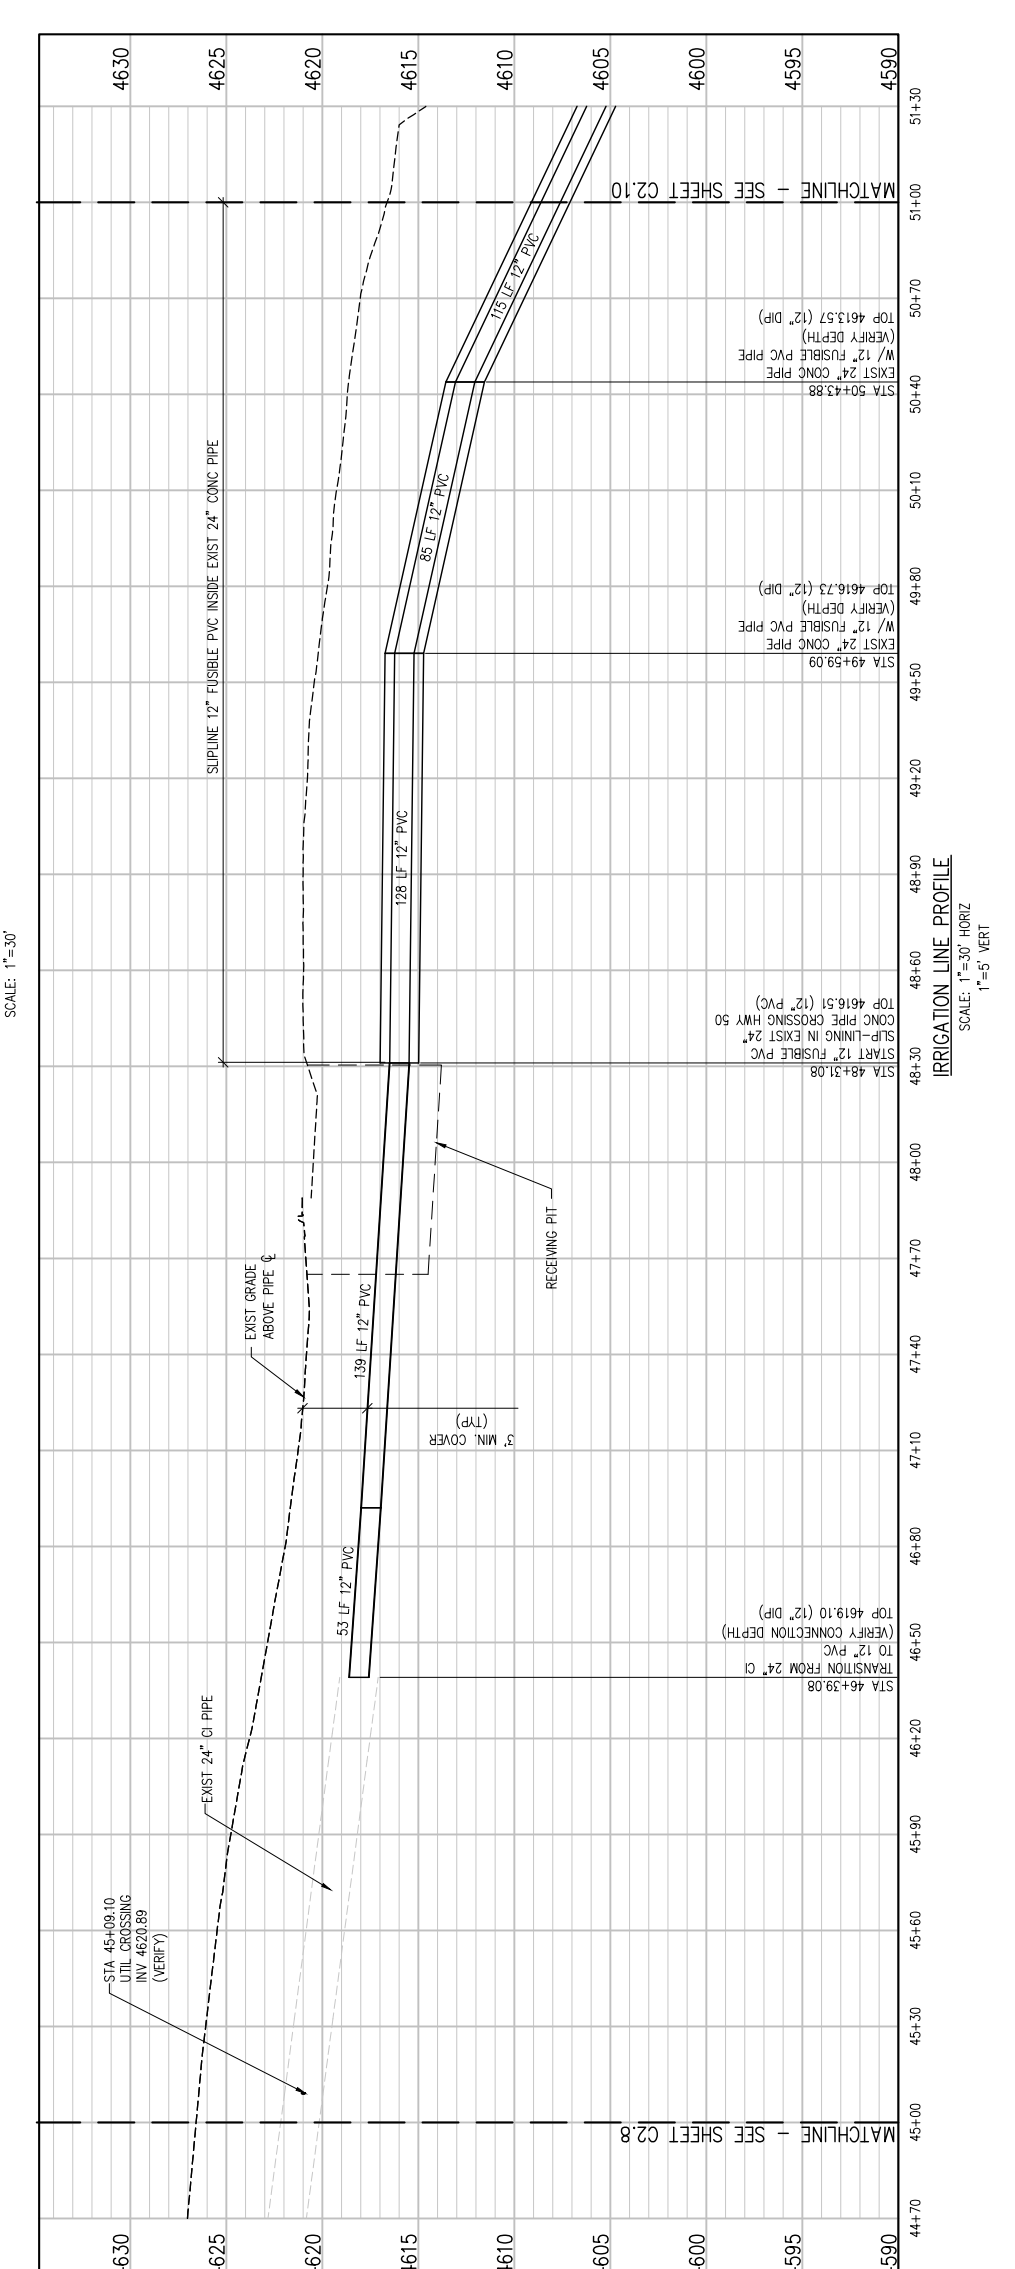 SCALE: 1"=30'
4630
4625
4620
4615
4610
4605
4600
4595
4590
STA 45+09.10
UTIL CROSSING
INV 4620.89
(VERIFY)
EXIST 24" CI PIPE
EXIST GRADE
ABOVE PIPE ℄
SLIPLINE 12" FUSIBLE PVC INSIDE EXIST 24" CONC PIPE
53 LF 12" PVC
139 LF 12" PVC
128 LF 12" PVC
85 LF 12" PVC
115 LF 12" PVC
3' MIN. COVER
(TYP)
RECEIVING PIT
MATCHLINE - SEE SHEET C2.8
STA 46+39.08
TRANSITION FROM 24" CI
TO 12" PVC
(VERIFY CONNECTION DEPTH)
TOP 4619.10 (12" DIP)
STA 48+31.08
START 12" FUSIBLE PVC
SLIP-LINING IN EXIST 24"
CONC PIPE CROSSING HWY 50
TOP 4616.51 (12" PVC)
STA 49+59.09
EXIST 24" CONC PIPE
W/ 12" FUSIBLE PVC PIPE
(VERIFY DEPTH)
TOP 4616.73 (12" DIP)
STA 50+43.88
EXIST 24" CONC PIPE
W/ 12" FUSIBLE PVC PIPE
(VERIFY DEPTH)
TOP 4613.57 (12" DIP)
MATCHLINE - SEE SHEET C2.10
44+70
45+00
45+30
45+60
45+90
46+20
46+50
46+80
47+10
47+40
47+70
48+00
48+30
48+60
48+90
49+20
49+50
49+80
50+10
50+40
50+70
51+00
51+30
IRRIGATION LINE PROFILE
SCALE: 1"=30' HORIZ
1"=5' VERT